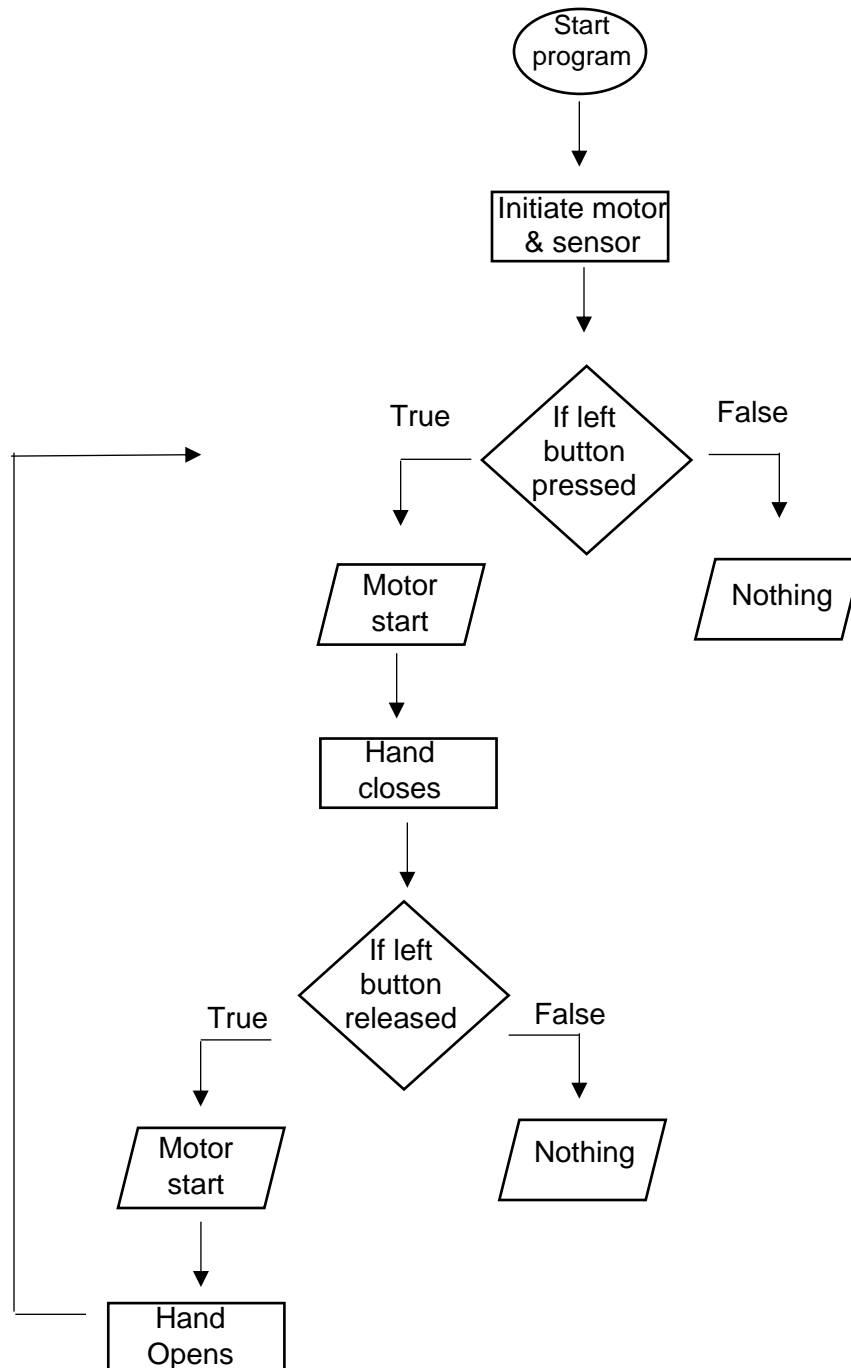 Start
program
Initiate motor
& sensor
True
False
If left
button
pressed
Motor
start
Nothing
Hand
closes
If left
button
released
True
False
Motor
start
Nothing
Hand
Opens